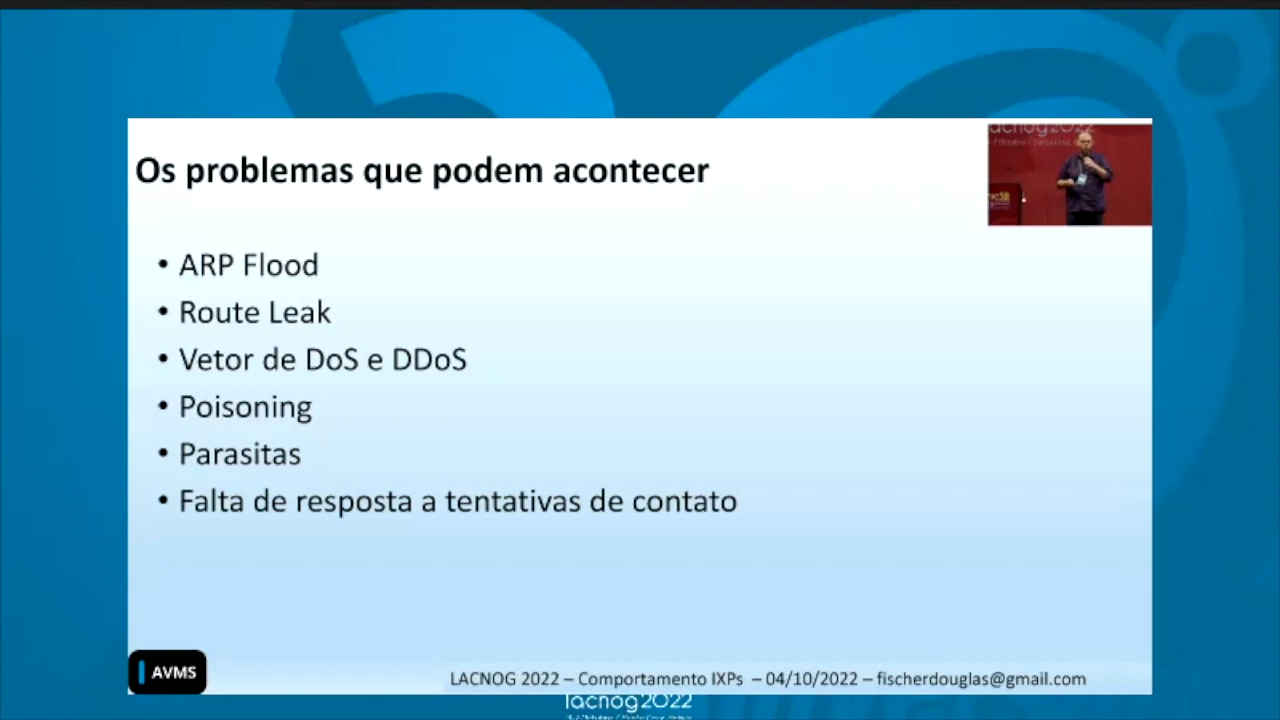 lacnog2022
Os problemas que podem acontecer
• ARP Flood
• Route Leak
• Vetor de DoS e DDoS
• Poisoning
• Parasitas
• Falta de resposta a tentativas de contato
AVMS
LACNOG 2022 – Comportamento IXPs – 04/10/2022 – fischerdouglas@gmail.com
lacnog2022